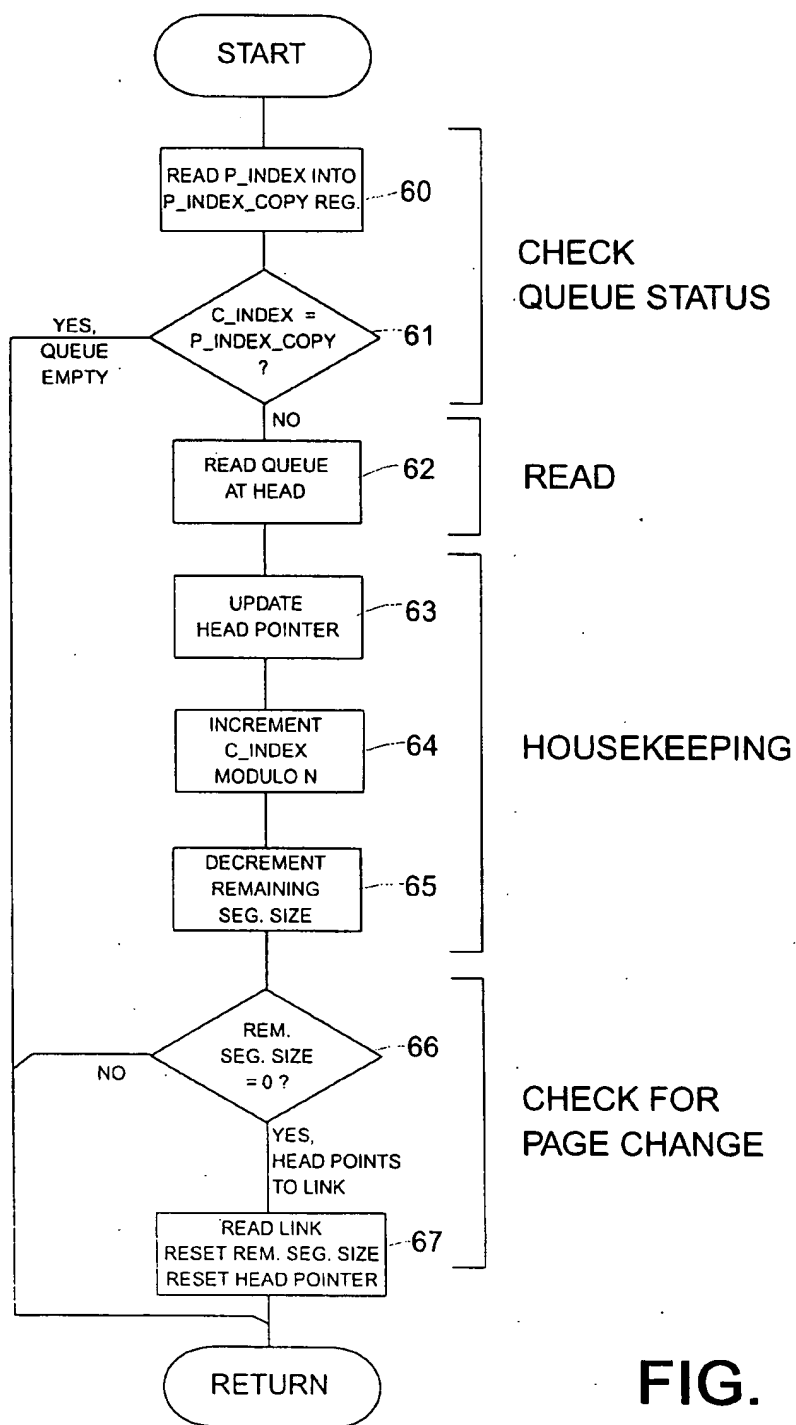 START
READ P_INDEX INTO
P_INDEX_COPY REG.
60
CHECK
QUEUE STATUS
C_INDEX =
P_INDEX_COPY
?
61
YES,
QUEUE
EMPTY
NO
READ QUEUE
AT HEAD
62
READ
UPDATE
HEAD POINTER
63
INCREMENT
C_INDEX
MODULO N
64
HOUSEKEEPING
DECREMENT
REMAINING
SEG. SIZE
65
REM.
SEG. SIZE
= 0 ?
66
NO
CHECK FOR
PAGE CHANGE
YES,
HEAD POINTS
TO LINK
READ LINK
RESET REM. SEG. SIZE
RESET HEAD POINTER
67
RETURN
FIG.